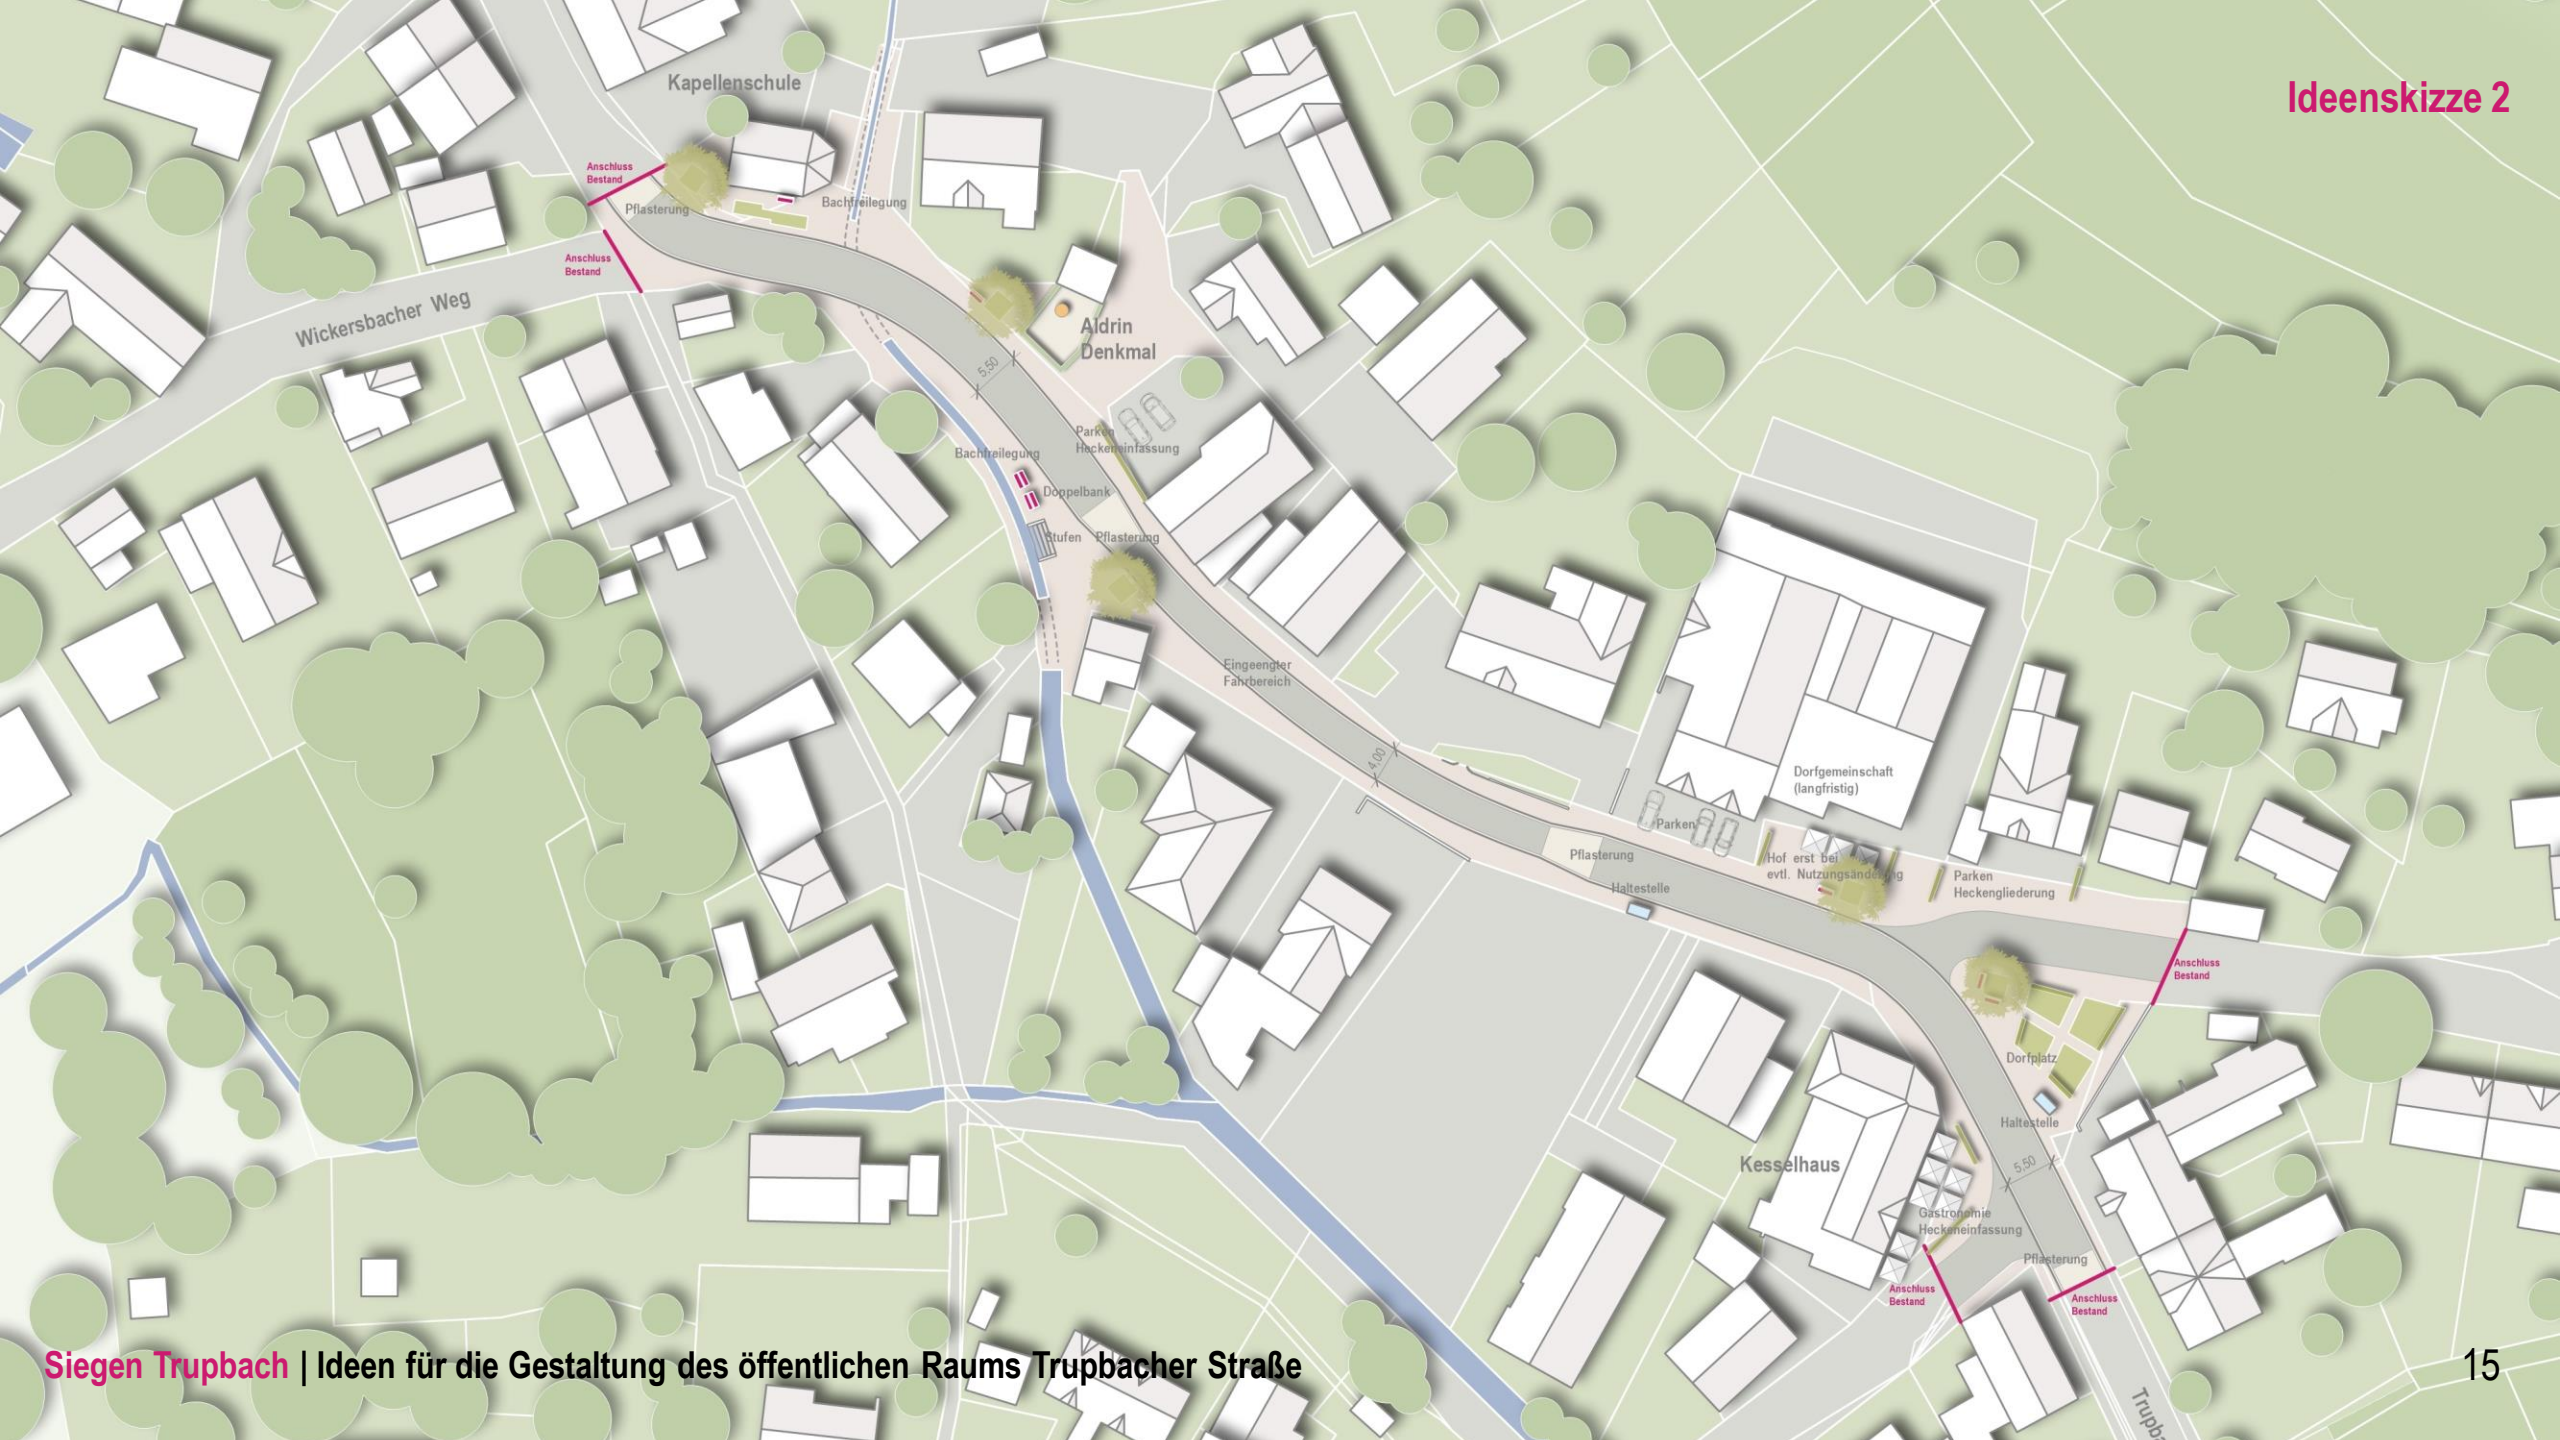 Ideenskizze 2
Kapellenschule
Anschluss
Bestand
Pflasterung
Bachfreilegung
Anschluss
Bestand
Wickersbacher Weg
Aldrin
Denkmal
5,50
Parken
Heckeneinfassung
Bachfreilegung
Doppelbank
Stufen
Pflasterung
Eingeengter
Fahrbereich
4,00
Dorfgemeinschaft
(langfristig)
Parken
Pflasterung
Hof erst bei
evtl. Nutzungsänderung
Haltestelle
Parken
Heckengliederung
Anschluss
Bestand
Dorfplatz
Haltestelle
5,50
Kesselhaus
Gastronomie
Heckeneinfassung
Pflasterung
Anschluss
Bestand
Anschluss
Bestand
Siegen Trupbach | Ideen für die Gestaltung des öffentlichen Raums Trupbacher Straße
15